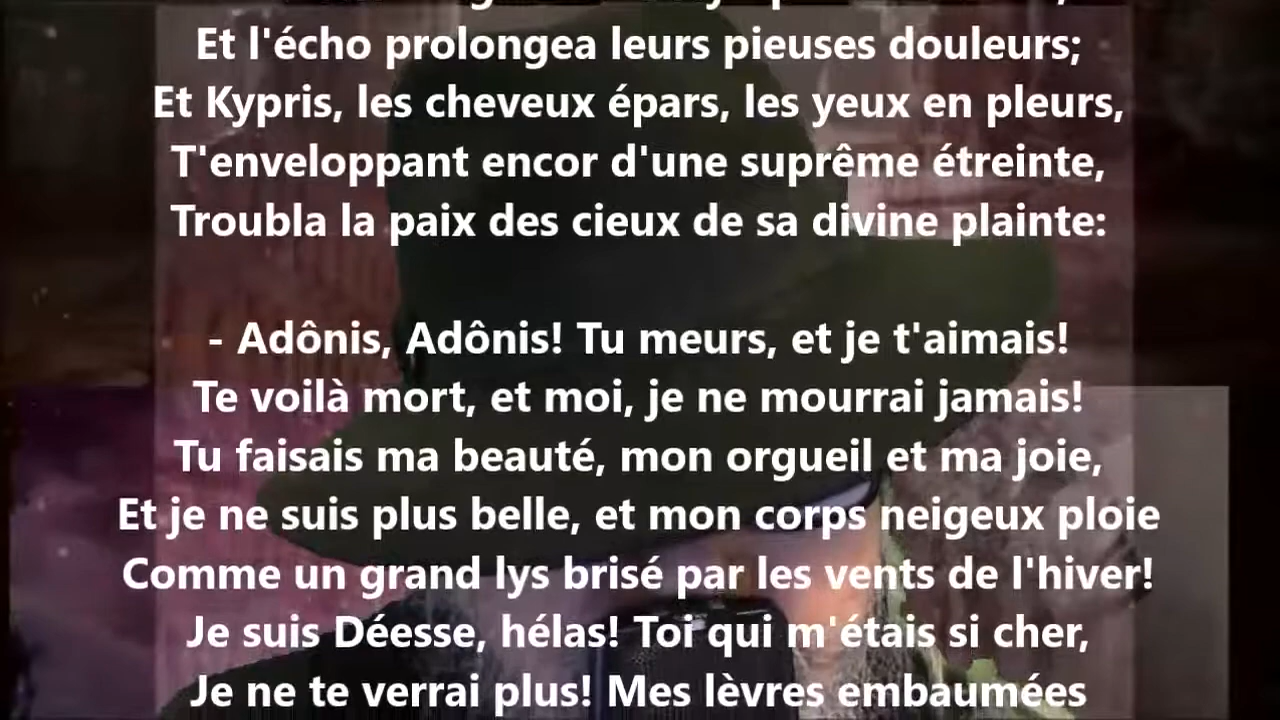 Et l'écho prolongea leurs pieuses douleurs;
Et Kypris, les cheveux épars, les yeux en pleurs,
T'enveloppant encor d'une suprême étreinte,
Troubla la paix des cieux de sa divine plainte:
- Adônis, Adônis! Tu meurs, et je t'aimais!
Te voilà mort, et moi, je ne mourrai jamais!
Tu faisais ma beauté, mon orgueil et ma joie,
Et je ne suis plus belle, et mon corps neigeux ploie
Comme un grand lys brisé par les vents de l'hiver!
Je suis Déesse, hélas! Toi qui m'étais si cher,
Je ne te verrai plus! Mes lèvres embaumées